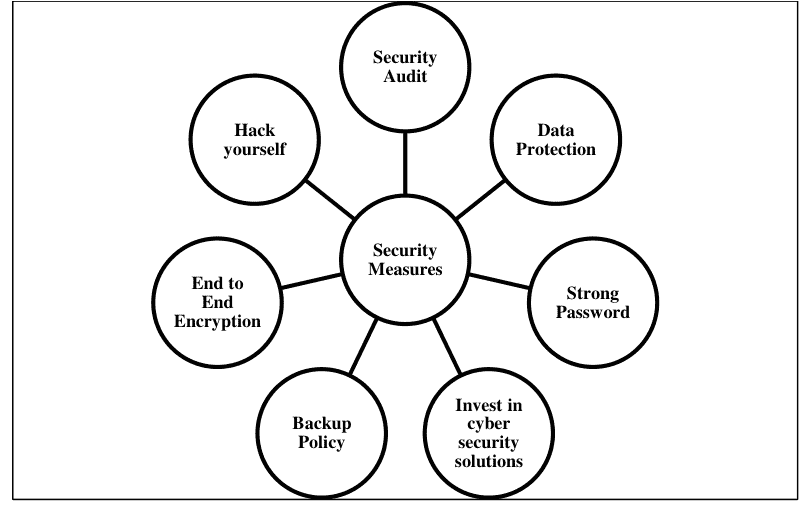 Security
Audit
Hack
yourself
Data
Protection
Security
Measures
End to
End
Encryption
Strong
Password
Backup
Policy
Invest in
cyber
security
solutions